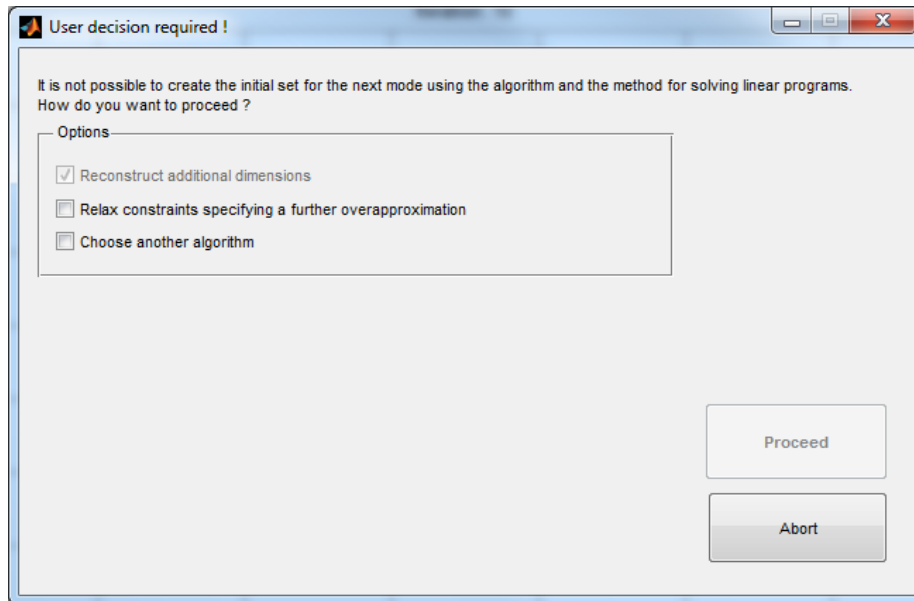 User decision required !
It is not possible to create the initial set for the next mode using the algorithm and the method for solving linear programs.
How do you want to proceed ?
Options
Reconstruct additional dimensions
Relax constraints specifying a further overapproximation
Choose another algorithm
Proceed
Abort